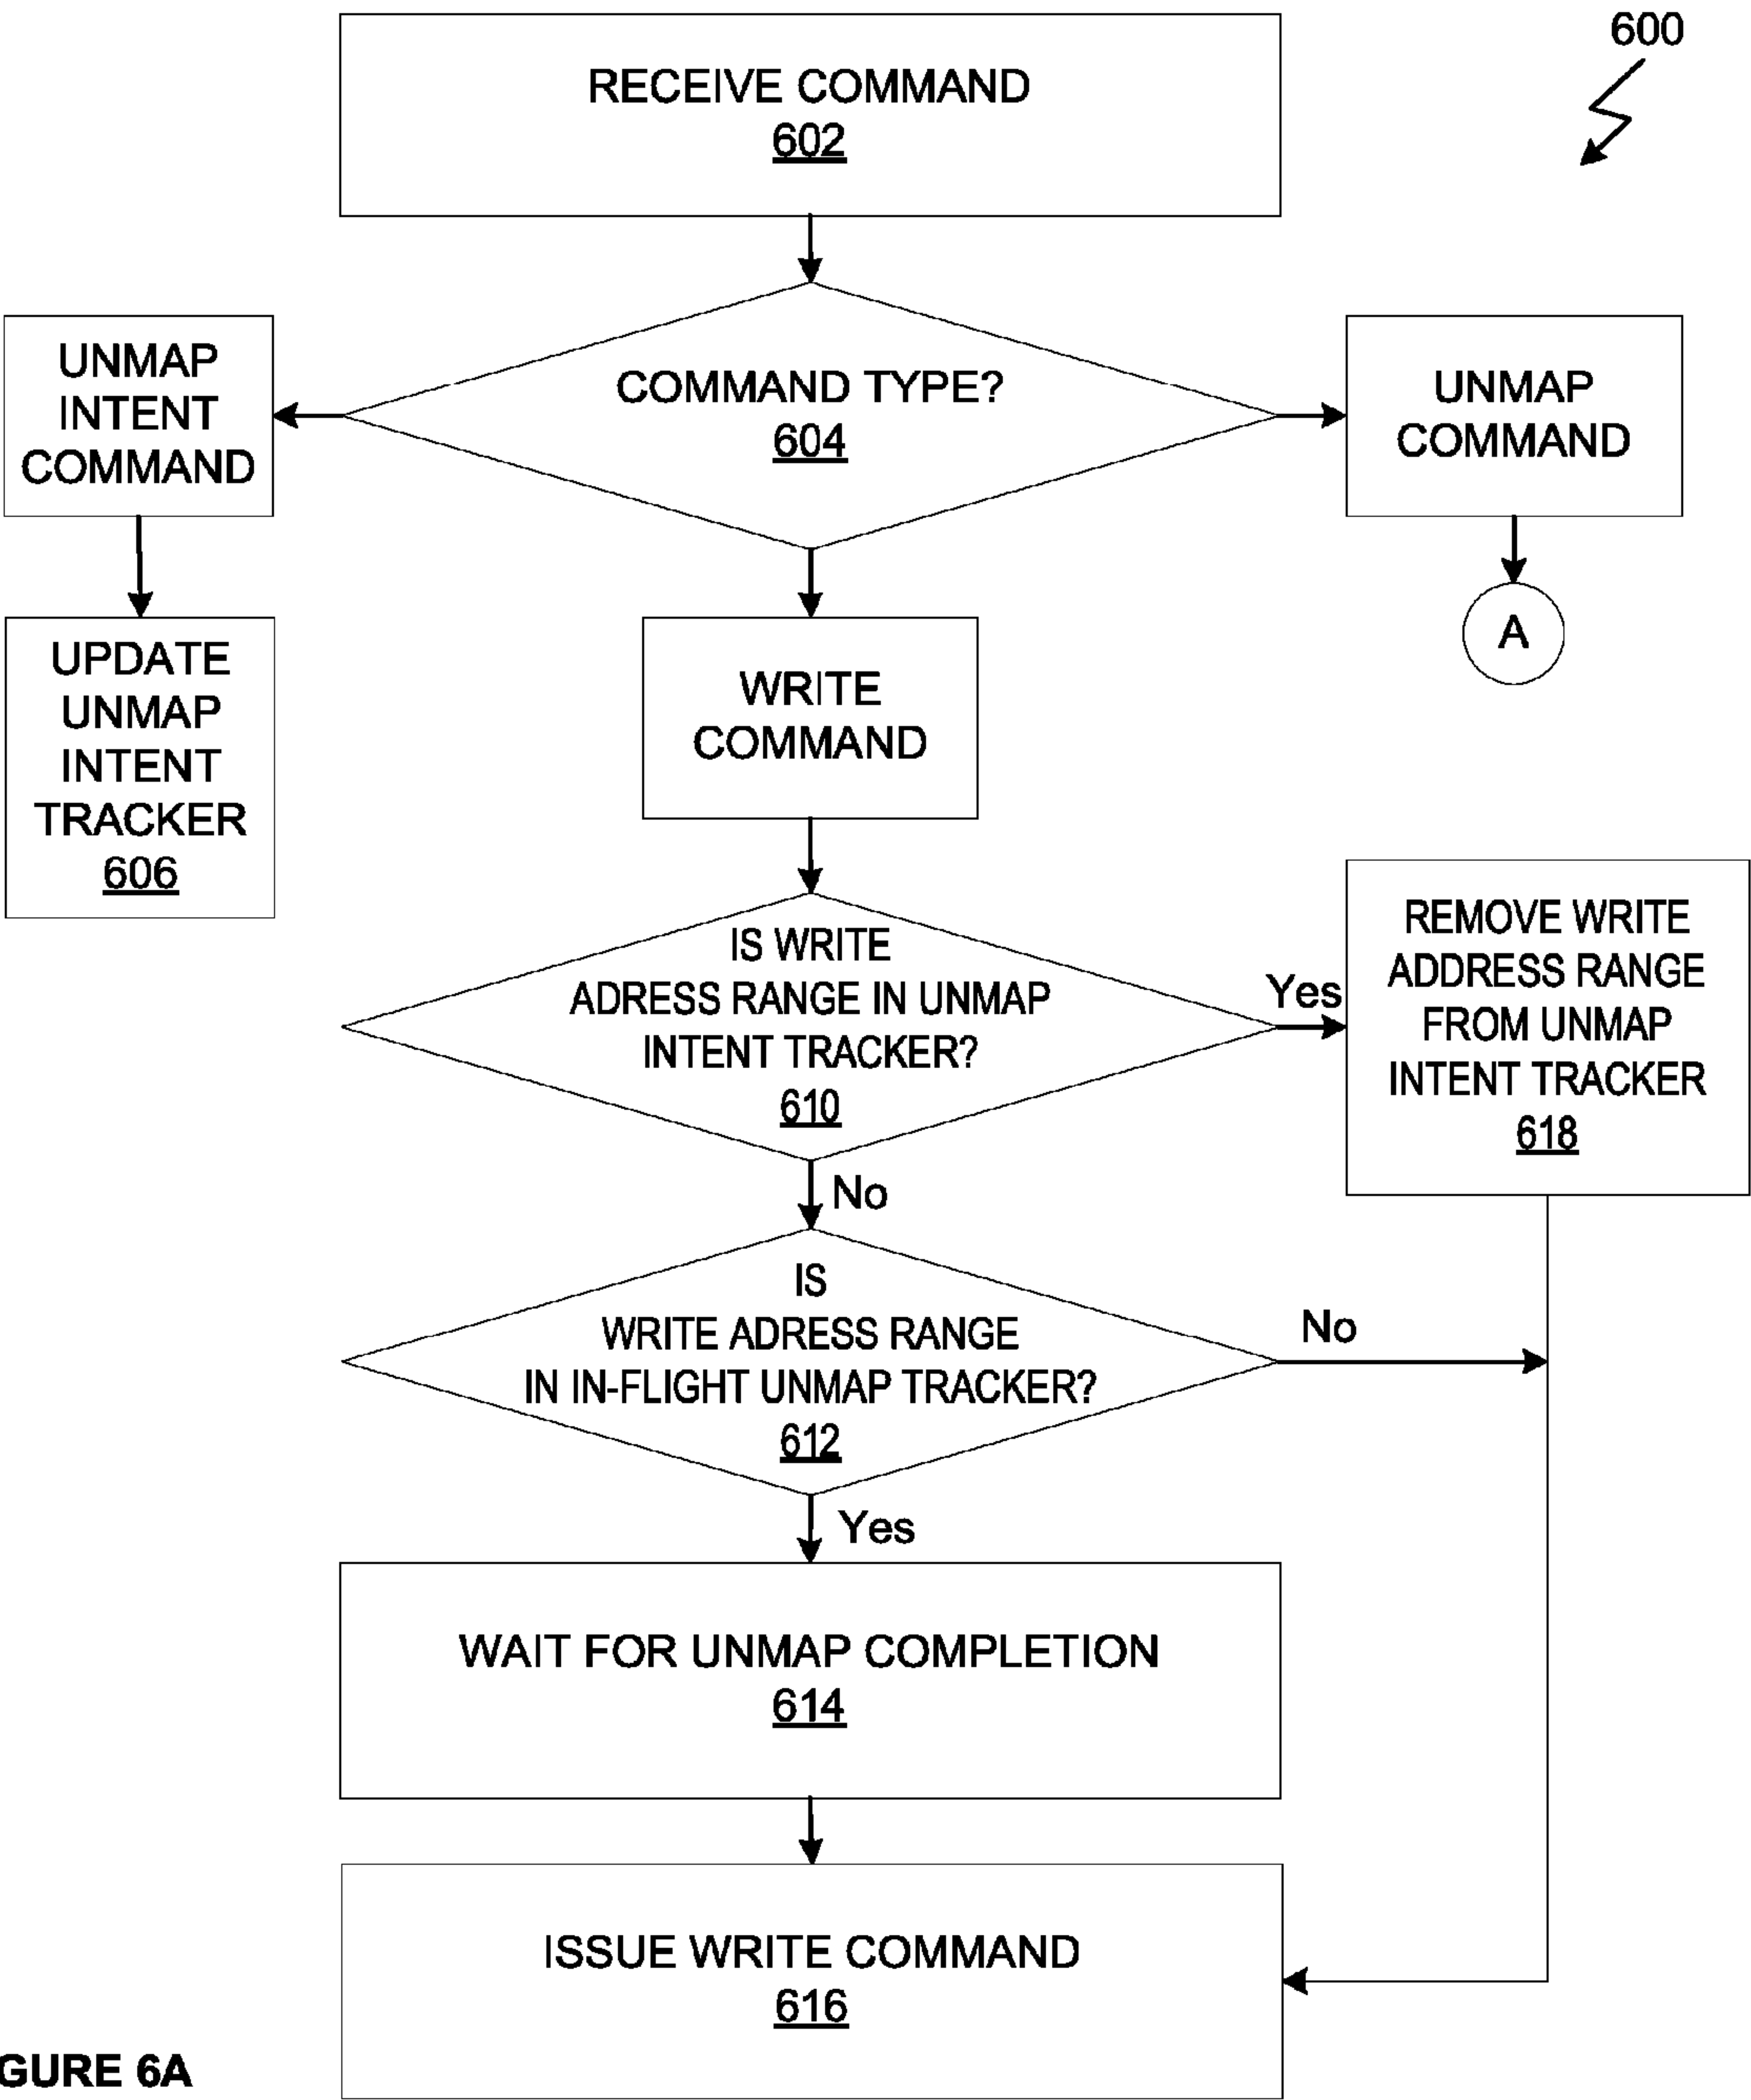 600
RECEIVE COMMAND
602
COMMAND TYPE?
604
UNMAP
INTENT
COMMAND
UNMAP
COMMAND
UPDATE
UNMAP
INTENT
TRACKER
606
A
WRITE
COMMAND
IS WRITE
ADRESS RANGE IN UNMAP
INTENT TRACKER?
610
Yes
REMOVE WRITE
ADDRESS RANGE
FROM UNMAP
INTENT TRACKER
618
No
IS
WRITE ADRESS RANGE
IN IN-FLIGHT UNMAP TRACKER?
612
No
Yes
WAIT FOR UNMAP COMPLETION
614
ISSUE WRITE COMMAND
616
GURE 6A